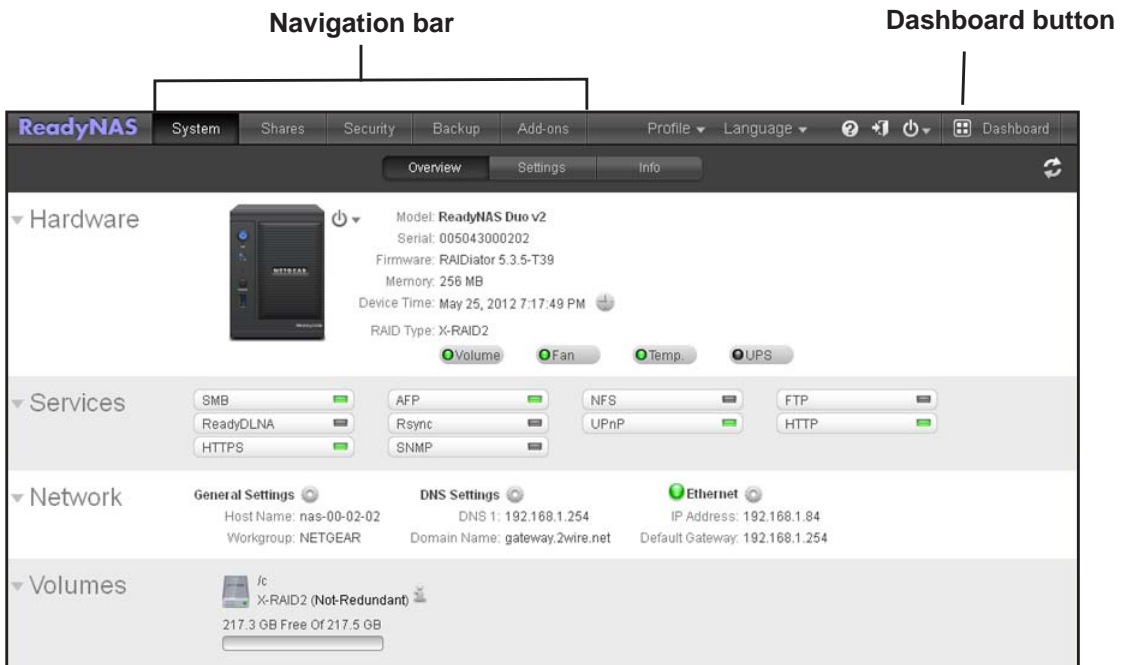 Navigation bar
Dashboard button
ReadyNAS System Shares Security Backup Add-ons Profile Language ? Dashboard
Overview Settings Info
Hardware
NETGEAR
Model: ReadyNAS Duo v2
Serial: 005043000202
Firmware: RAIDiator 5.3.5-T39
Memory: 256 MB
Device Time: May 25, 2012 7:17:49 PM
RAID Type: X-RAID2
Volume Fan Temp. UPS
Services
SMB AFP NFS FTP
ReadyDLNA Rsync UPnP HTTP
HTTPS SNMP
Network
General Settings DNS Settings Ethernet
Host Name: nas-00-02-02 DNS 1: 192.168.1.254 IP Address: 192.168.1.84
Workgroup: NETGEAR Domain Name: gateway.2wire.net Default Gateway: 192.168.1.254
Volumes
/c
X-RAID2 (Not-Redundant)
217.3 GB Free Of 217.5 GB